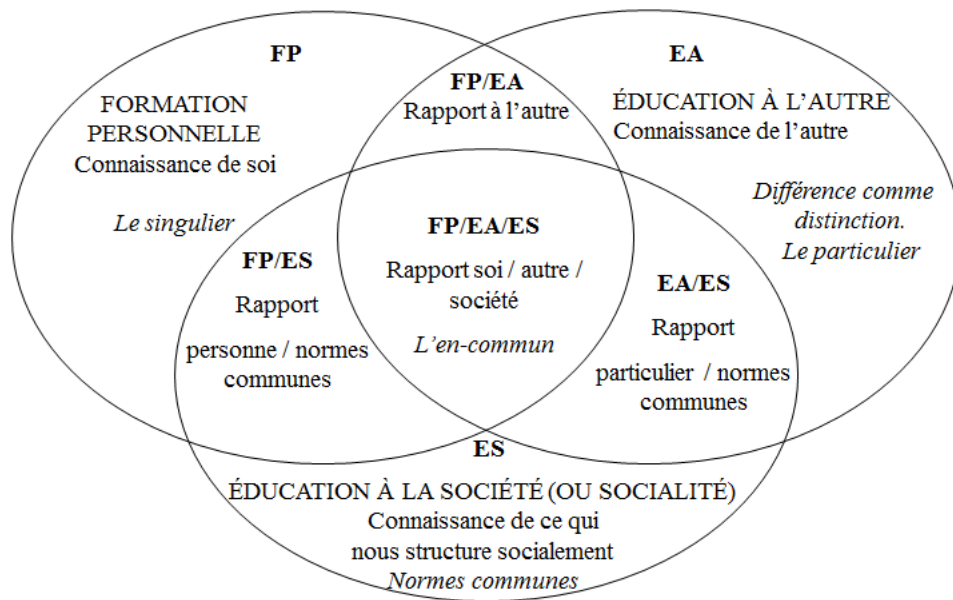 FP
FORMATION
PERSONNELLE
Connaissance de soi
Le singulier
FP/EA
Rapport à l’autre
EA
ÉDUCATION À L’AUTRE
Connaissance de l’autre
Différence comme
distinction.
Le particulier
FP/ES
Rapport
personne / normes
communes
FP/EA/ES
Rapport soi / autre /
société
L’en-commun
EA/ES
Rapport
particulier / normes
communes
ES
ÉDUCATION À LA SOCIÉTÉ (OU SOCIALITÉ)
Connaissance de ce qui
nous structure socialement
Normes communes